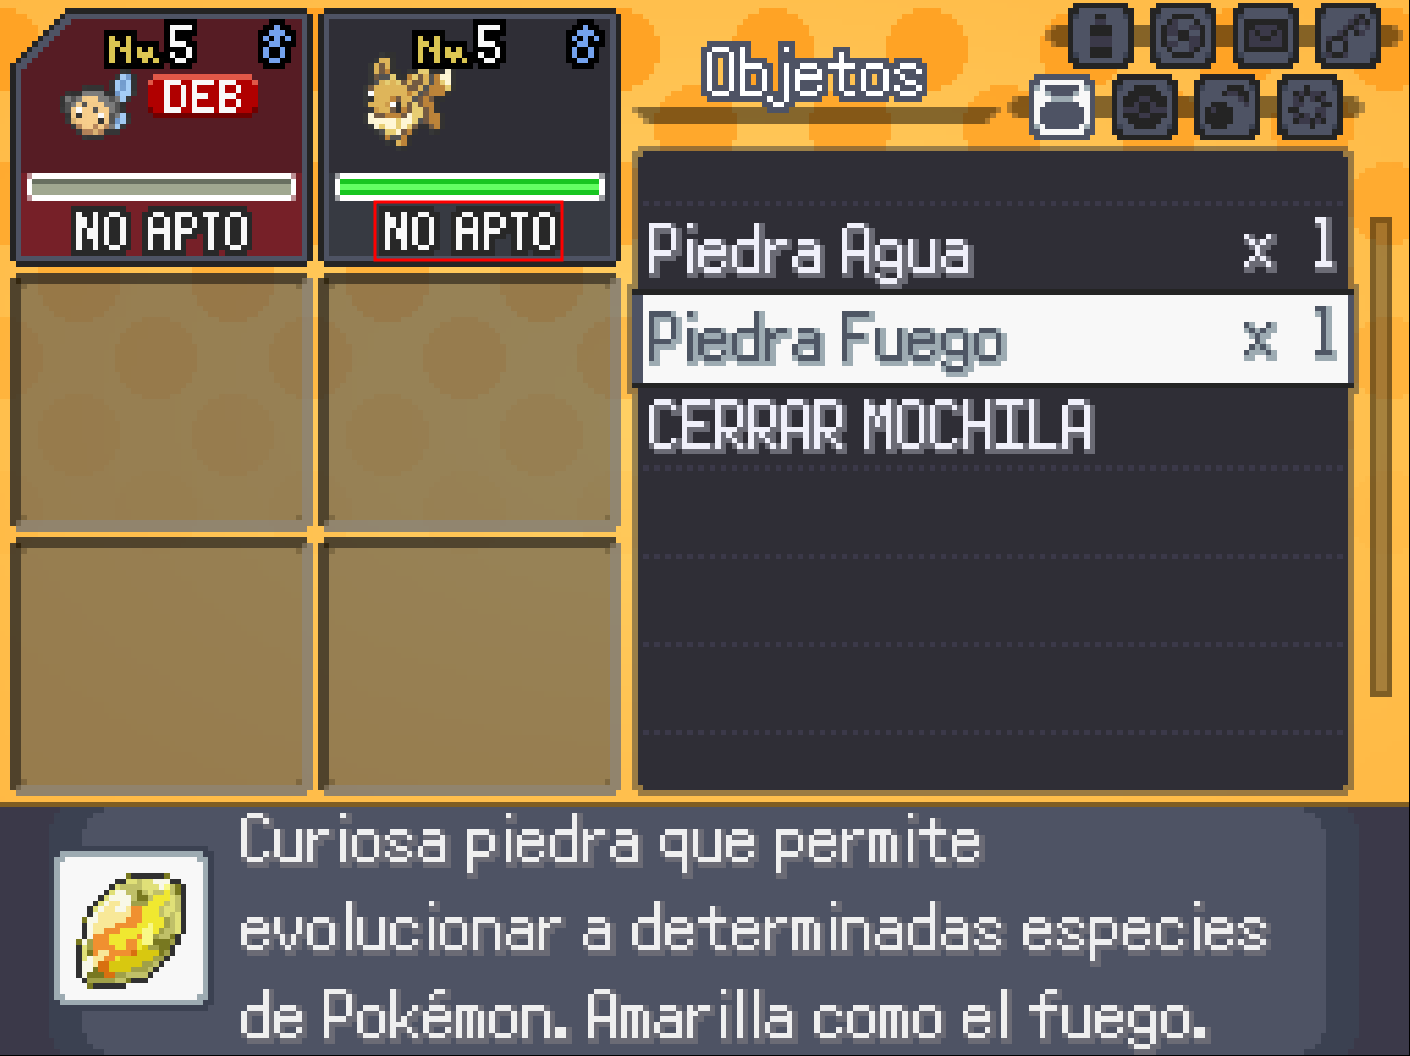 Nv.5
DEB
NO APTO
Nv.5
NO APTO
Objetos
Piedra Agua x 1
Piedra Fuego x 1
CERRAR MOCHILA
Curiosa piedra que permite
evolucionar a determinadas especies
de Pokémon. Amarilla como el fuego.